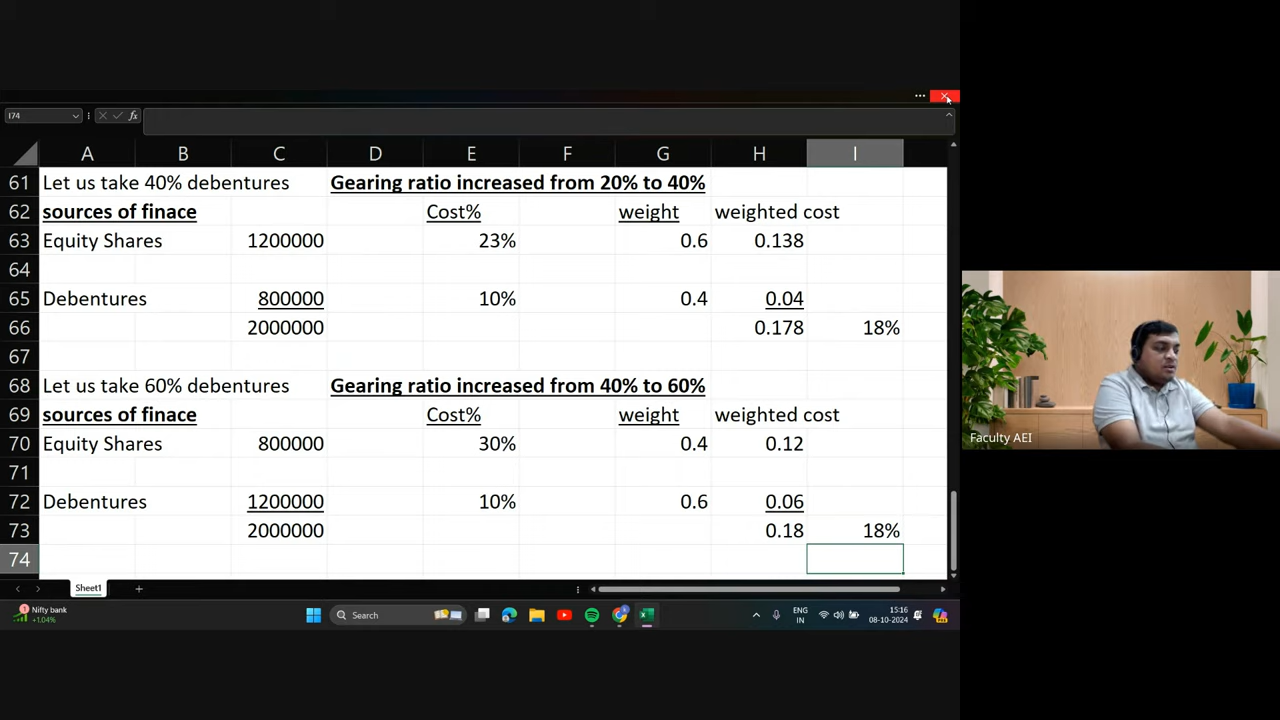 I74
fx
A B C D E F G H I
61 Let us take 40% debentures Gearing ratio increased from 20% to 40%
62 sources of finace Cost% weight weighted cost
63 Equity Shares 1200000 23% 0.6 0.138
64
65 Debentures 800000 10% 0.4 0.04
66 2000000 0.178 18%
67
68 Let us take 60% debentures Gearing ratio increased from 40% to 60%
69 sources of finace Cost% weight weighted cost
70 Equity Shares 800000 30% 0.4 0.12
71
72 Debentures 1200000 10% 0.6 0.06
73 2000000 0.18 18%
74
Faculty AEI
Sheet1
1 Nifty bank
+1.04%
Search
ENG
IN
15:16
08-10-2024